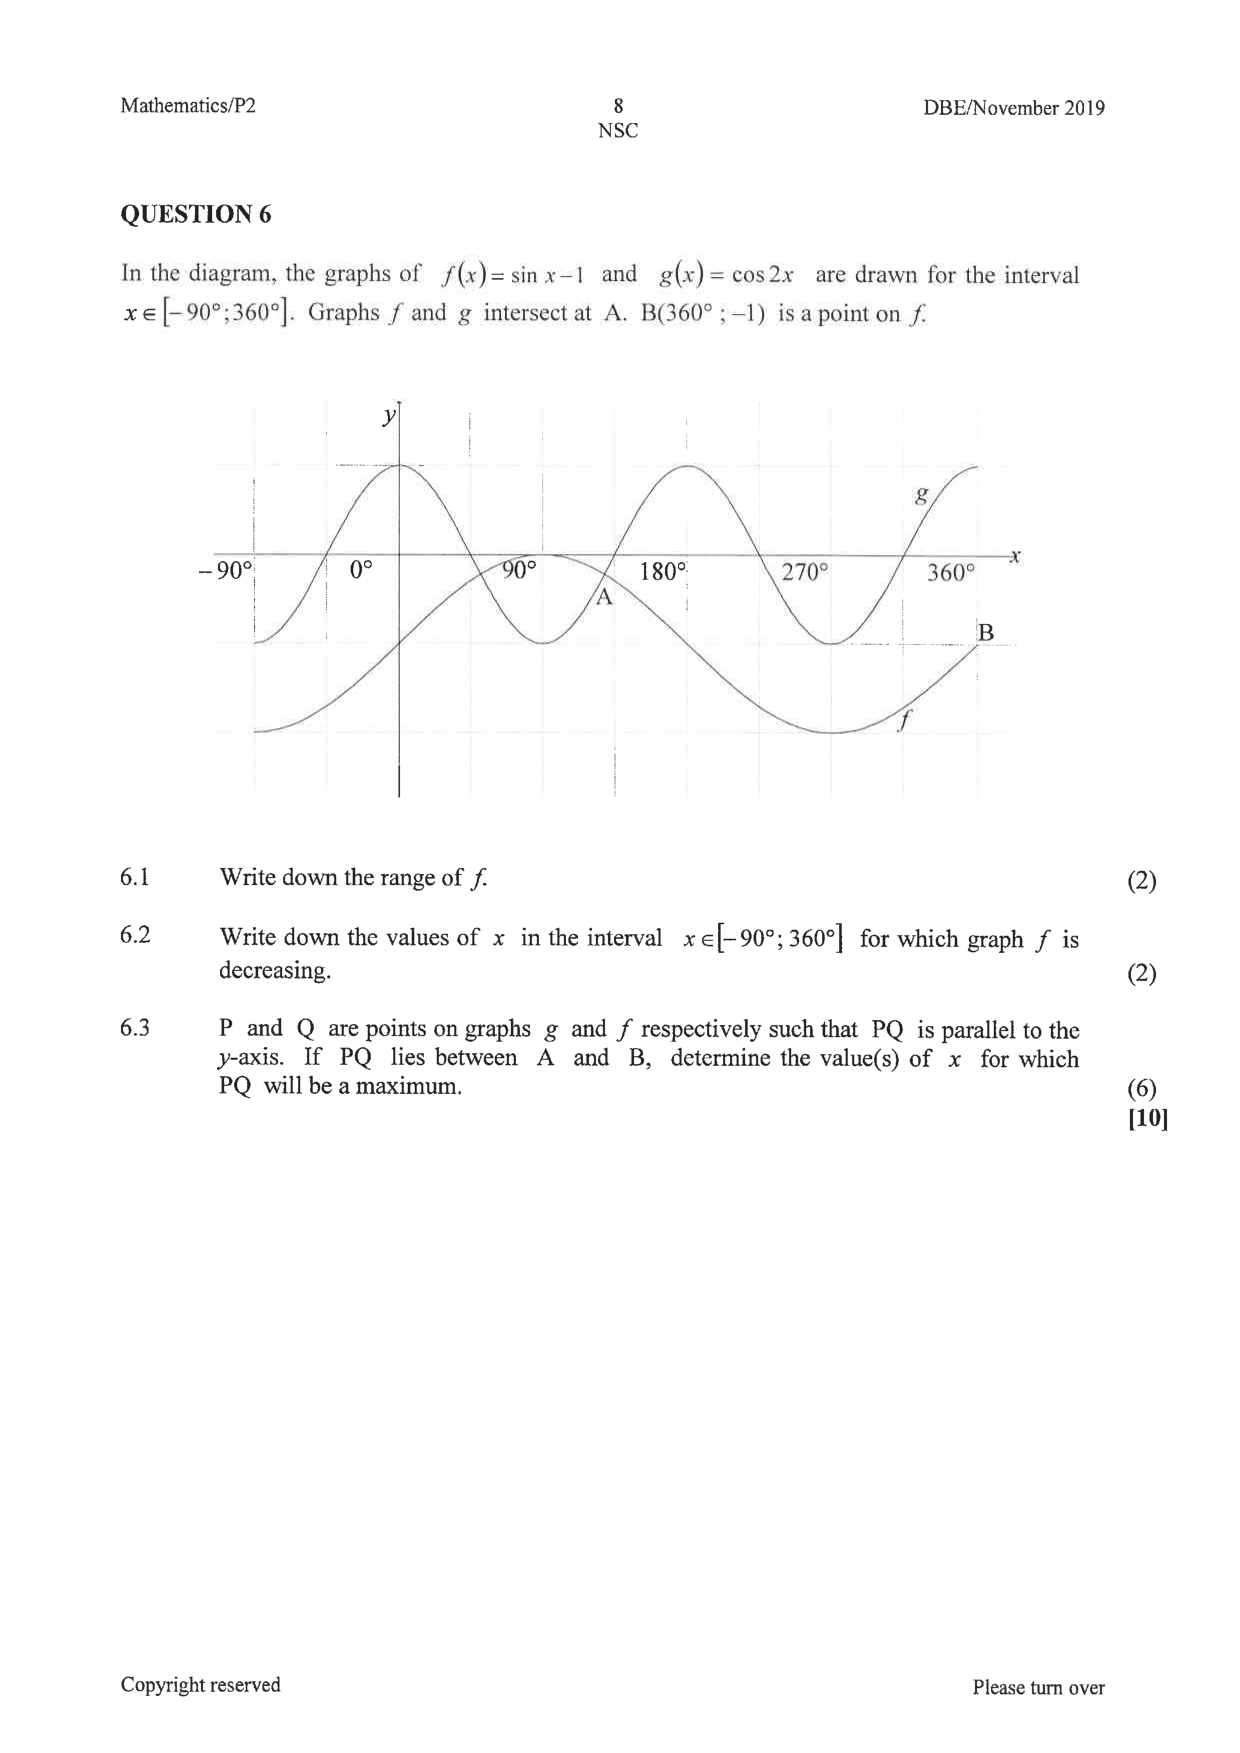 Mathematics/P2 8 DBE/November 2019
NSC
QUESTION 6
In the diagram, the graphs of f(x) = sin x − 1 and g(x) = cos 2x are drawn for the interval
x ∈ [− 90°; 360°]. Graphs f and g intersect at A. B(360° ; −1) is a point on f.
y
g
x
− 90° 0° 90° 180° 270° 360°
A
B
f
6.1 Write down the range of f. (2)
6.2 Write down the values of x in the interval x ∈ [− 90°; 360°] for which graph f is
decreasing. (2)
6.3 P and Q are points on graphs g and f respectively such that PQ is parallel to the
y-axis. If PQ lies between A and B, determine the value(s) of x for which
PQ will be a maximum. (6)
[10]
Copyright reserved Please turn over